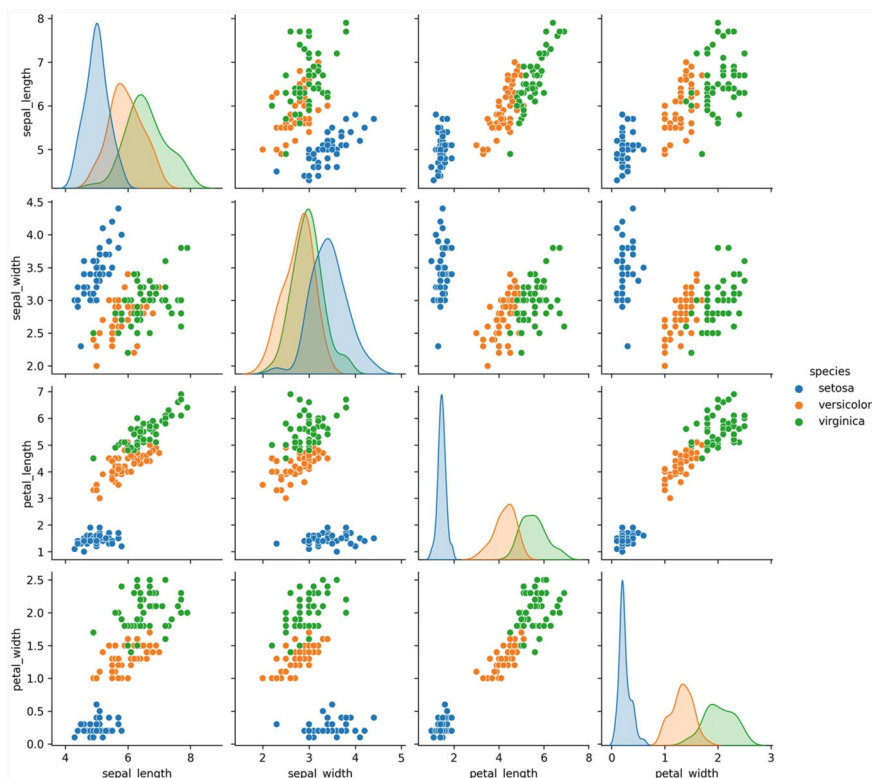 sepal_length
8
7
6
5
sepal_width
4.5
4.0
3.5
3.0
2.5
2.0
petal_length
7
6
5
4
3
2
1
petal_width
2.5
2.0
1.5
1.0
0.5
0.0
4 6 8
sepal_length
2 3 4 5
sepal_width
2 4 6 8
petal_length
0 1 2 3
petal_width
species
setosa
versicolor
virginica